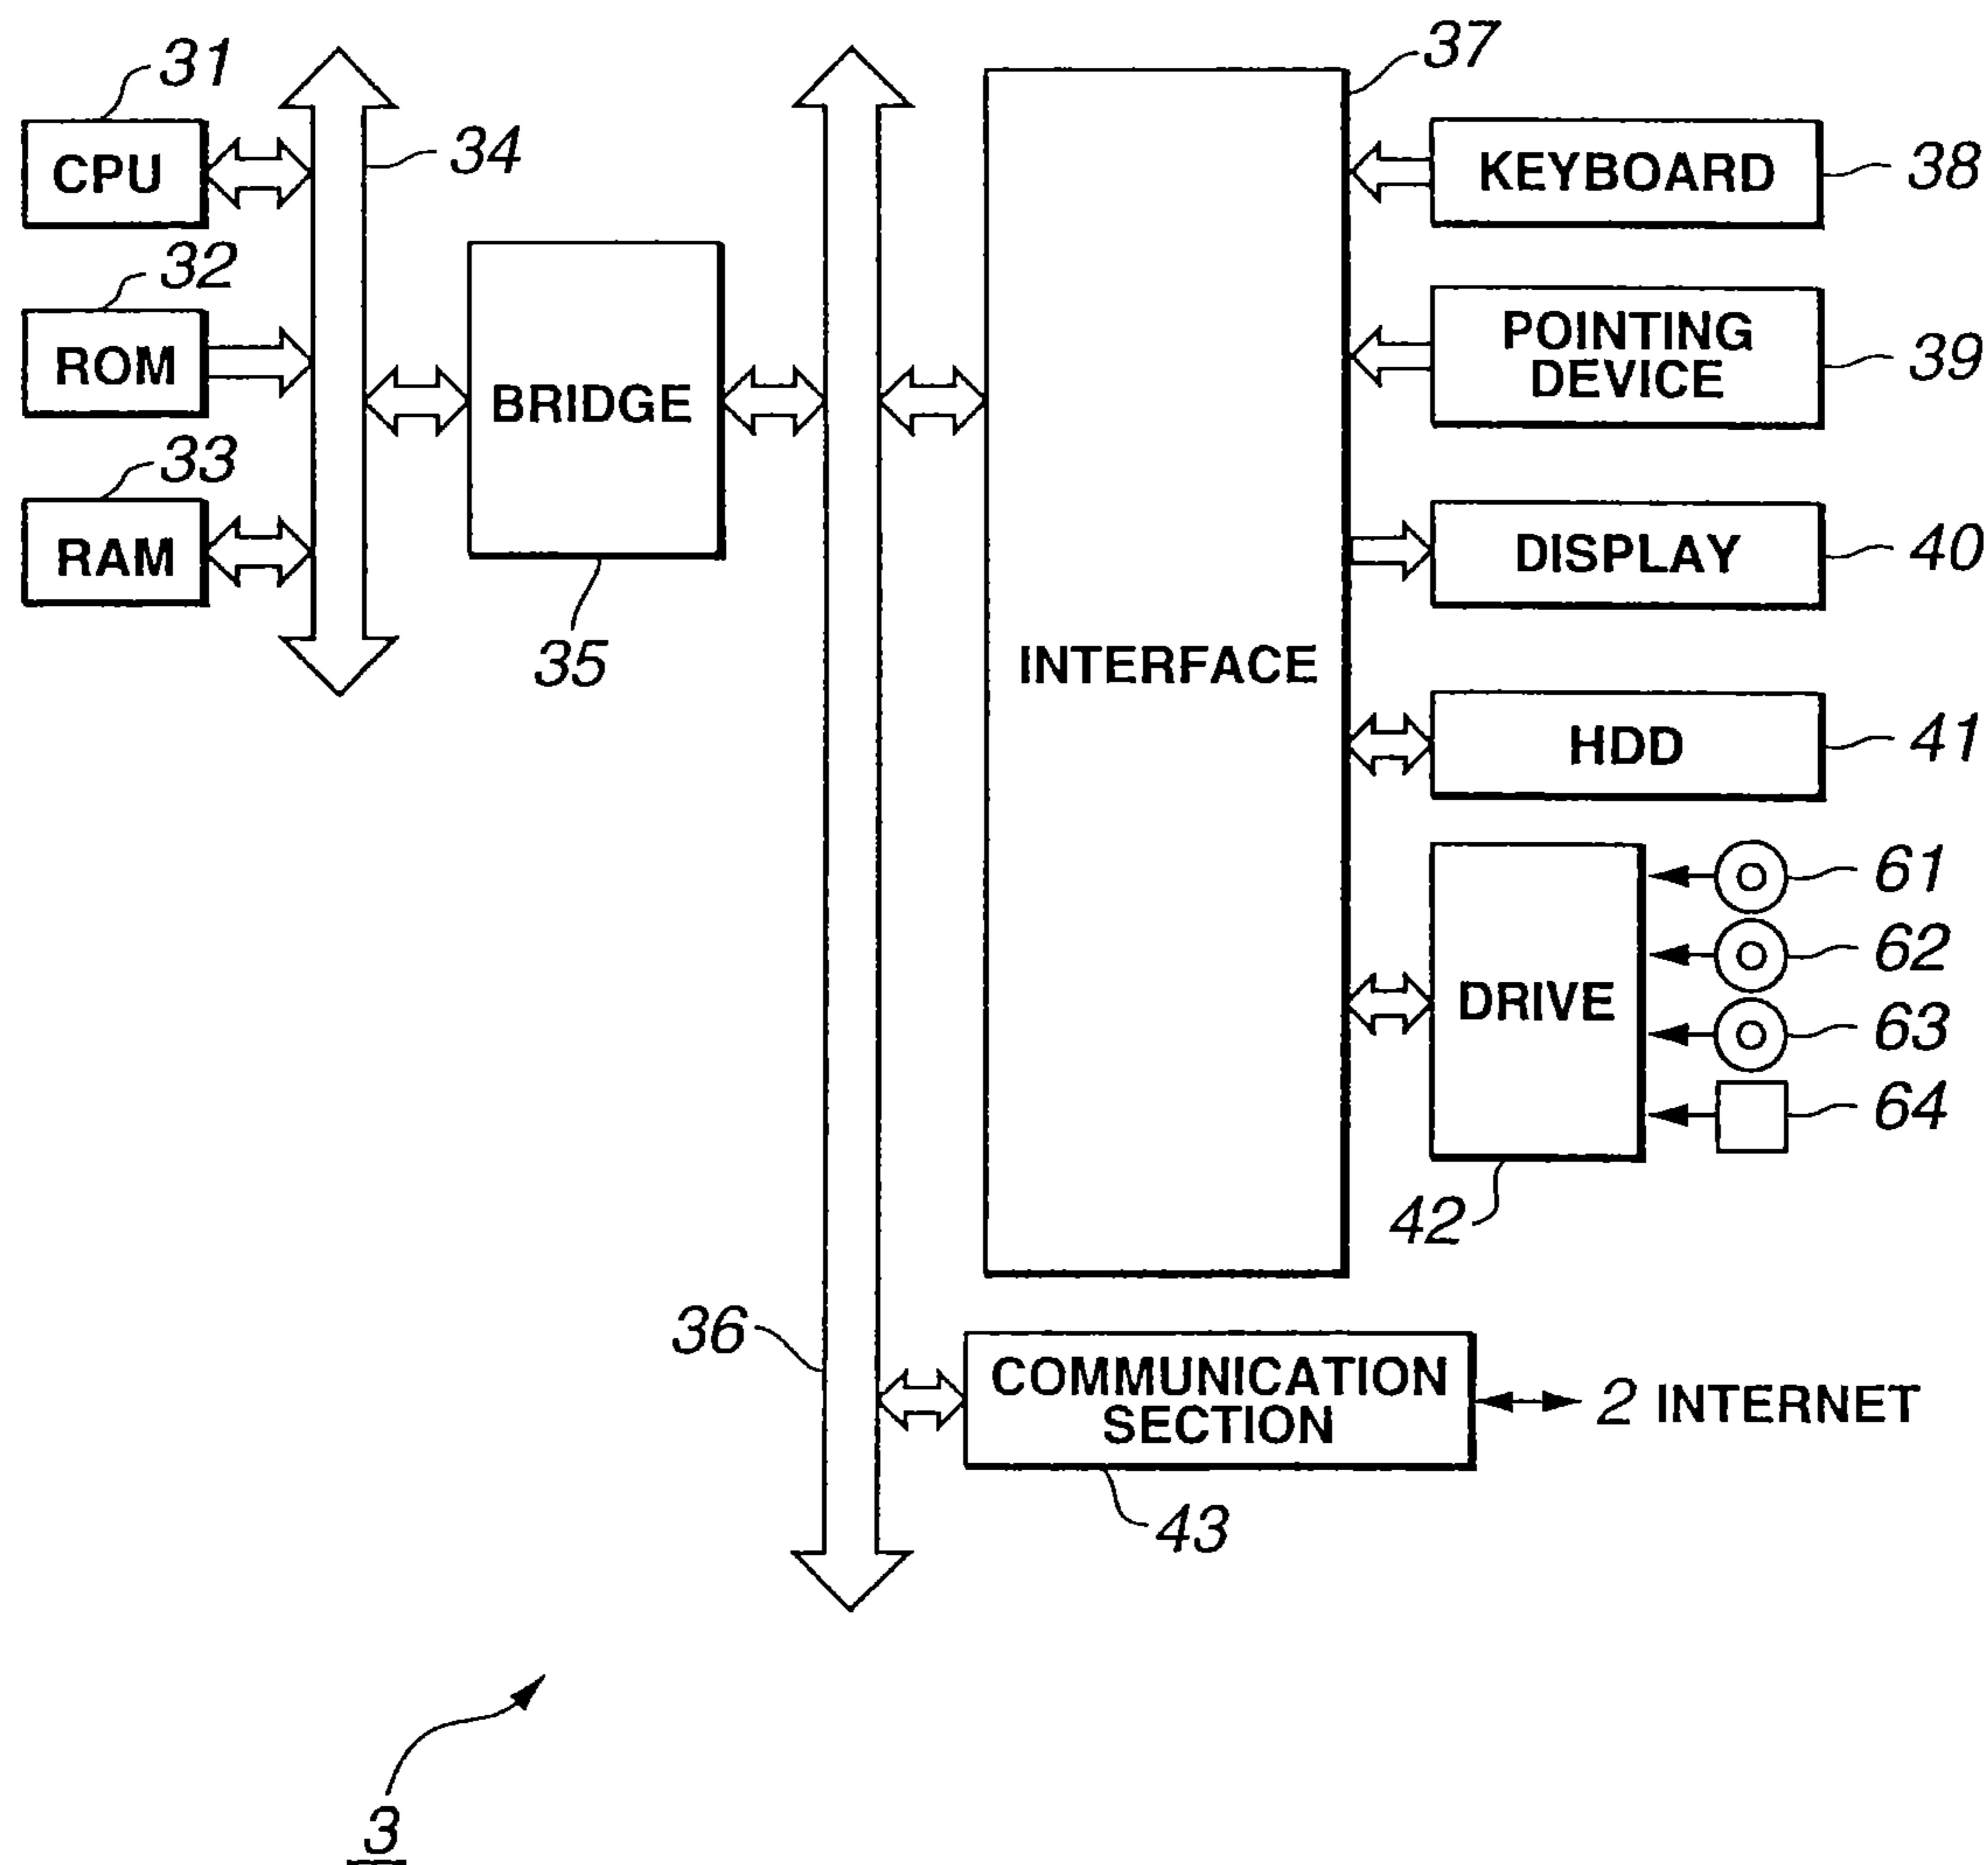 31
CPU
32
ROM
33
RAM
34
BRIDGE
35
36
37
INTERFACE
KEYBOARD
38
POINTING
DEVICE
39
DISPLAY
40
HDD
41
DRIVE
42
61
62
63
64
COMMUNICATION
SECTION
43
2 INTERNET
3